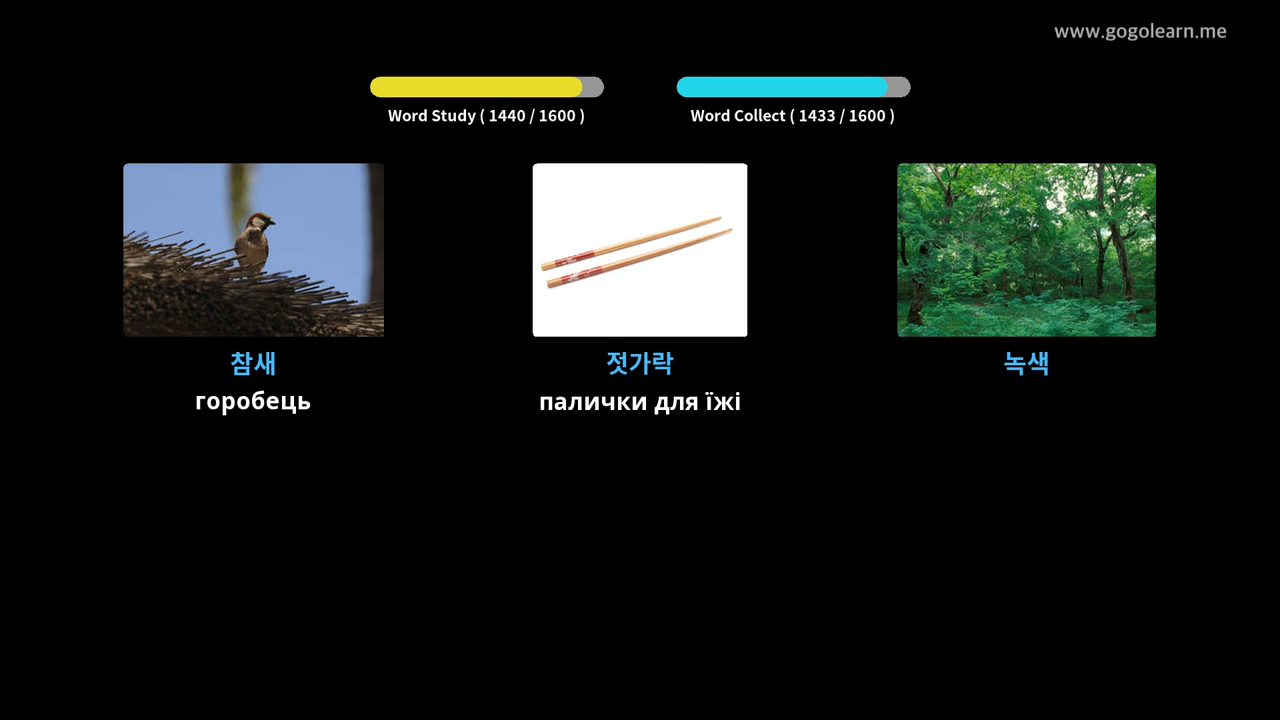 www.gogolearn.me
Word Study ( 1440 / 1600 )
Word Collect ( 1433 / 1600 )
참새
젓가락
녹색
горобець
палички для їжі